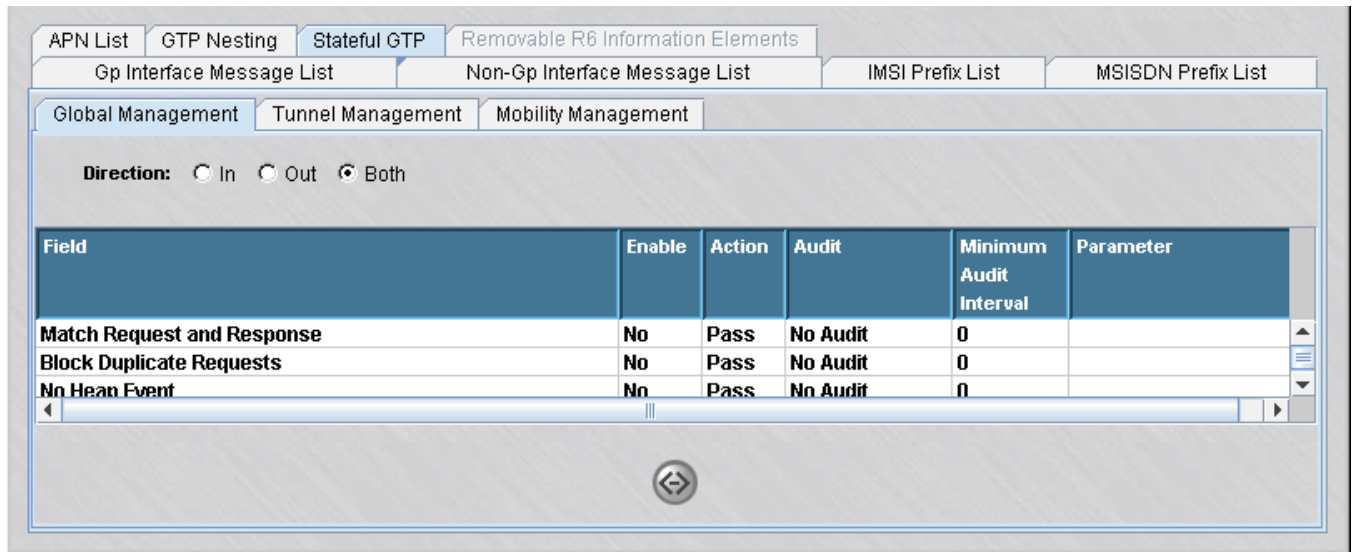 APN List GTP Nesting Stateful GTP Removable R6 Information Elements
Gp Interface Message List Non-Gp Interface Message List IMSI Prefix List MSISDN Prefix List
Global Management Tunnel Management Mobility Management
Direction: In Out Both
Field Enable Action Audit Minimum Audit Interval Parameter
Match Request and Response No Pass No Audit 0
Block Duplicate Requests No Pass No Audit 0
No Heap Event No Pass No Audit 0